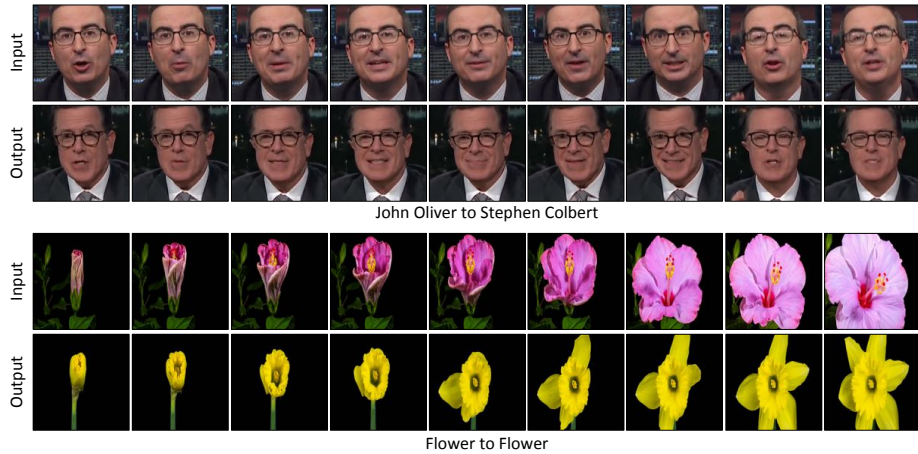 Input
Output
John Oliver to Stephen Colbert
Input
Output
Flower to Flower